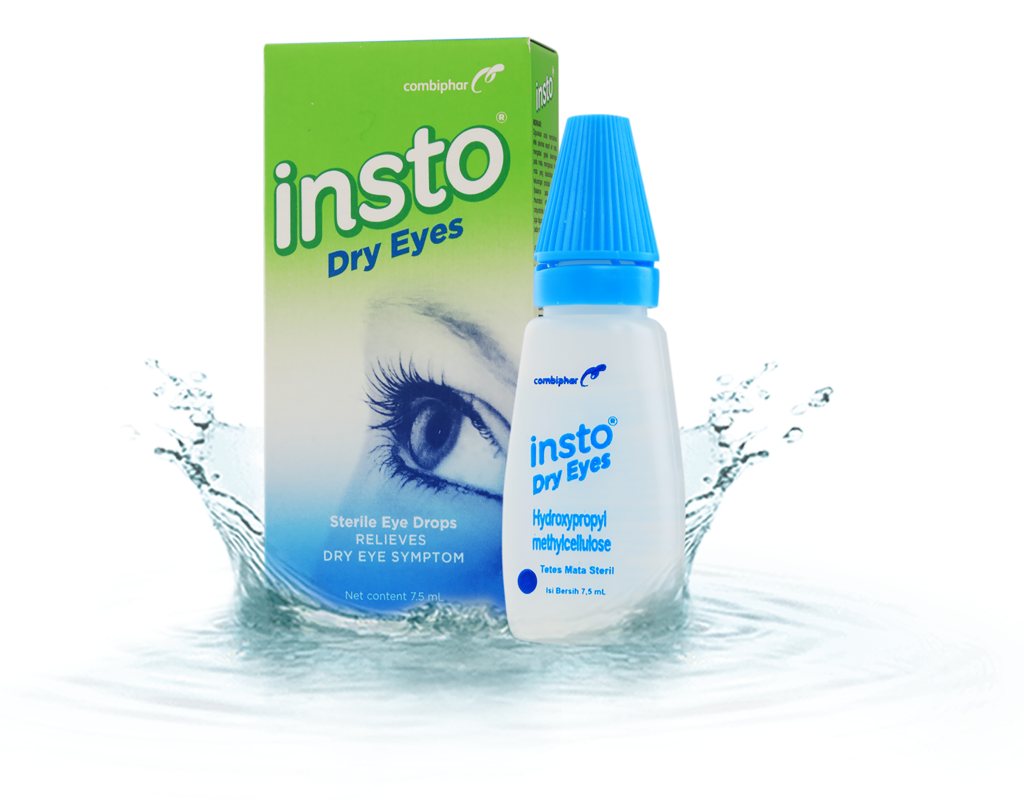 combiphar
insto®
Dry Eyes
Sterile Eye Drops
RELIEVES
DRY EYE SYMPTOM
Net content 7.5 mL
insto®
combiphar
insto®
Dry Eyes
Hydroxypropyl
methylcellulose
Tetes Mata Steril
Isi Bersih 7,5 mL